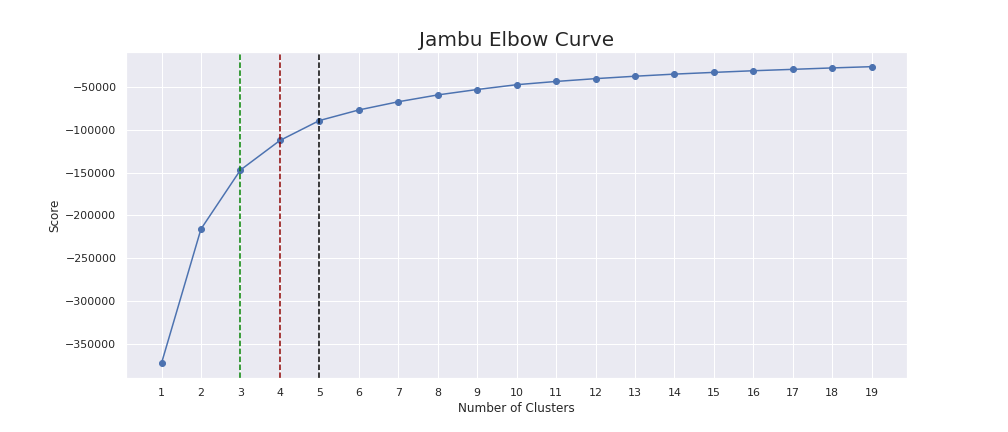 Jambu Elbow Curve
Score
−50000
−100000
−150000
−200000
−250000
−300000
−350000
1 2 3 4 5 6 7 8 9 10 11 12 13 14 15 16 17 18 19
Number of Clusters